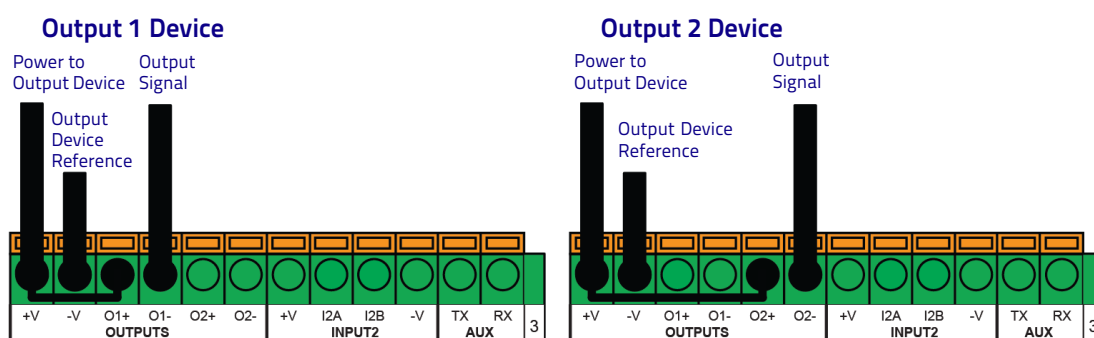 Output 1 Device
Power to
Output Device
Output
Signal
Output
Device
Reference
+V -V O1+ O1- O2+ O2- +V I2A I2B -V TX RX
OUTPUTS INPUT2 AUX 3
Output 2 Device
Power to
Output Device
Output
Signal
Output Device
Reference
+V -V O1+ O1- O2+ O2- +V I2A I2B -V TX RX
OUTPUTS INPUT2 AUX 3